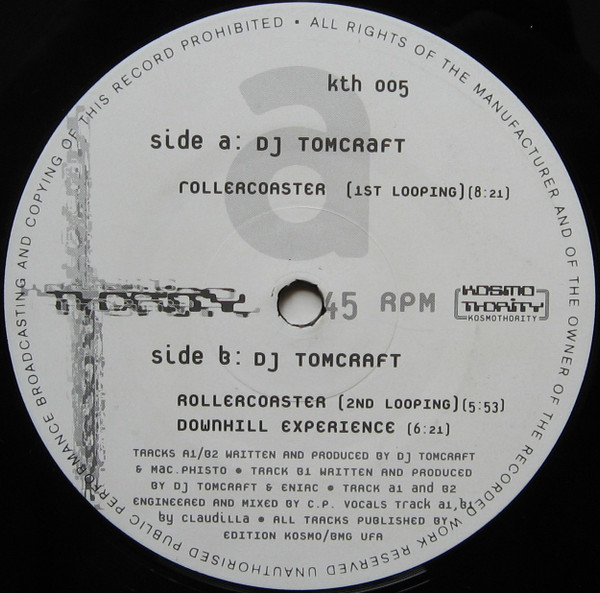 ALL RIGHTS OF THE MANUFACTURER AND OF THE OWNER OF THE RECORDED WORK RESERVED UNAUTHORISED PUBLIC PERFORMANCE BROADCASTING AND COPYING OF THIS RECORD PROHIBITED •
a
kth 005
side a: DJ TOMCRAFT
ROLLERCOASTER (1ST LOOPING)(8:21)
45 RPM
KOSMO
THORITY
KOSMOTHORITY
side b: DJ TOMCRAFT
ROLLERCOASTER (2ND LOOPING)(5:53)
DOWNHILL EXPERIENCE (6:21)
TRACKS A1/B2 WRITTEN AND PRODUCED BY DJ TOMCRAFT
& MAC.PHISTO • TRACK B1 WRITTEN AND PRODUCED
BY DJ TOMCRAFT & ENIAC • TRACK a1 AND B2
ENGINEERED AND MIXED BY C.P. VOCALS Track a1,b1
by claudilla • ALL TRACKS PUBLISHED BY
EDITION KOSMO/BMG UFA